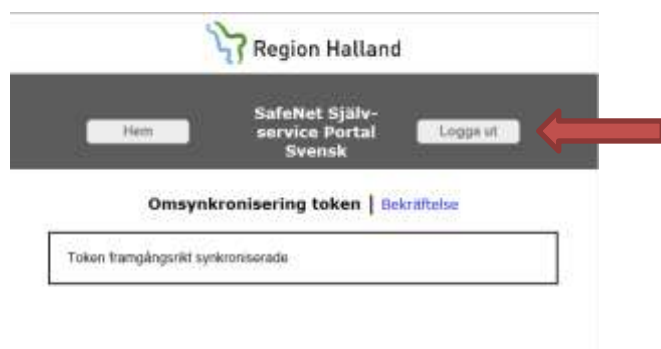 Region Halland
Hem
SafeNet Själv-
service Portal
Svensk
Logga ut
Omsynkronisering token | Bekräftelse
Token framgångsrikt synkroniserade